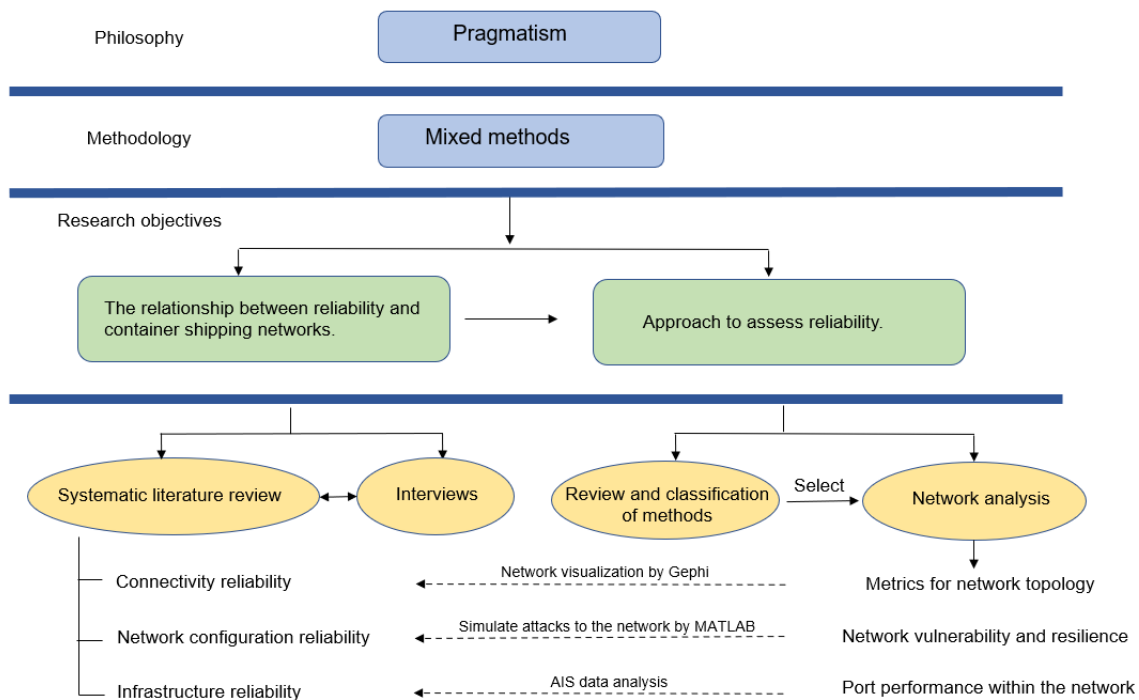 Philosophy
Pragmatism
Methodology
Mixed methods
Research objectives
The relationship between reliability and
container shipping networks.
Approach to assess reliability.
Systematic literature review
Interviews
Review and classification
of methods
Select
Network analysis
Connectivity reliability
Network visualization by Gephi
Metrics for network topology
Network configuration reliability
Simulate attacks to the network by MATLAB
Network vulnerability and resilience
Infrastructure reliability
AIS data analysis
Port performance within the network